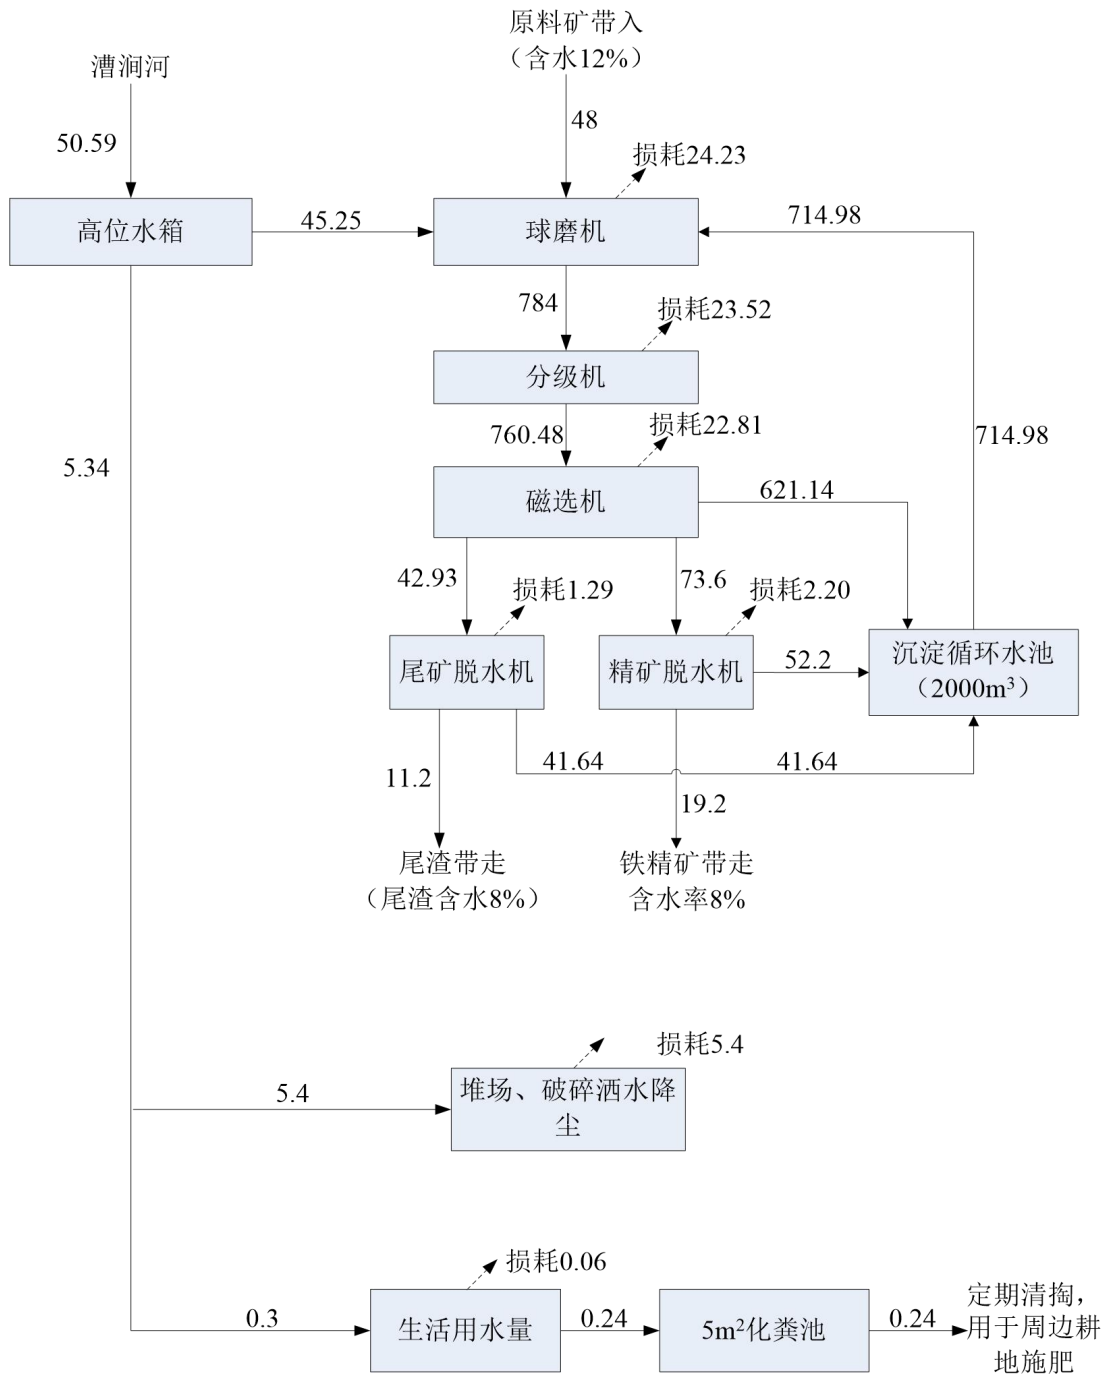 原料矿带入
（含水12%）
漕涧河
48
50.59
损耗24.23
高位水箱
45.25
球磨机
714.98
784
损耗23.52
分级机
760.48
损耗22.81
714.98
5.34
磁选机
621.14
42.93
损耗1.29
73.6
损耗2.20
尾矿脱水机
精矿脱水机
52.2
沉淀循环水池
（2000m³）
41.64
41.64
11.2
19.2
尾渣带走
（尾渣含水8%）
铁精矿带走
含水率8%
损耗5.4
5.4
堆场、破碎洒水降
尘
损耗0.06
0.3
生活用水量
0.24
5m²化粪池
0.24
定期清掏，
用于周边耕
地施肥